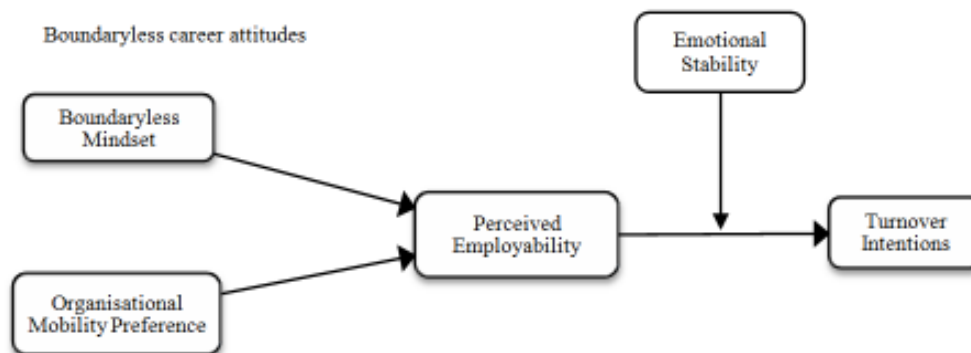 Boundaryless career attitudes
Emotional
Stability
Boundaryless
Mindset
Perceived
Employability
Turnover
Intentions
Organisational
Mobility Preference